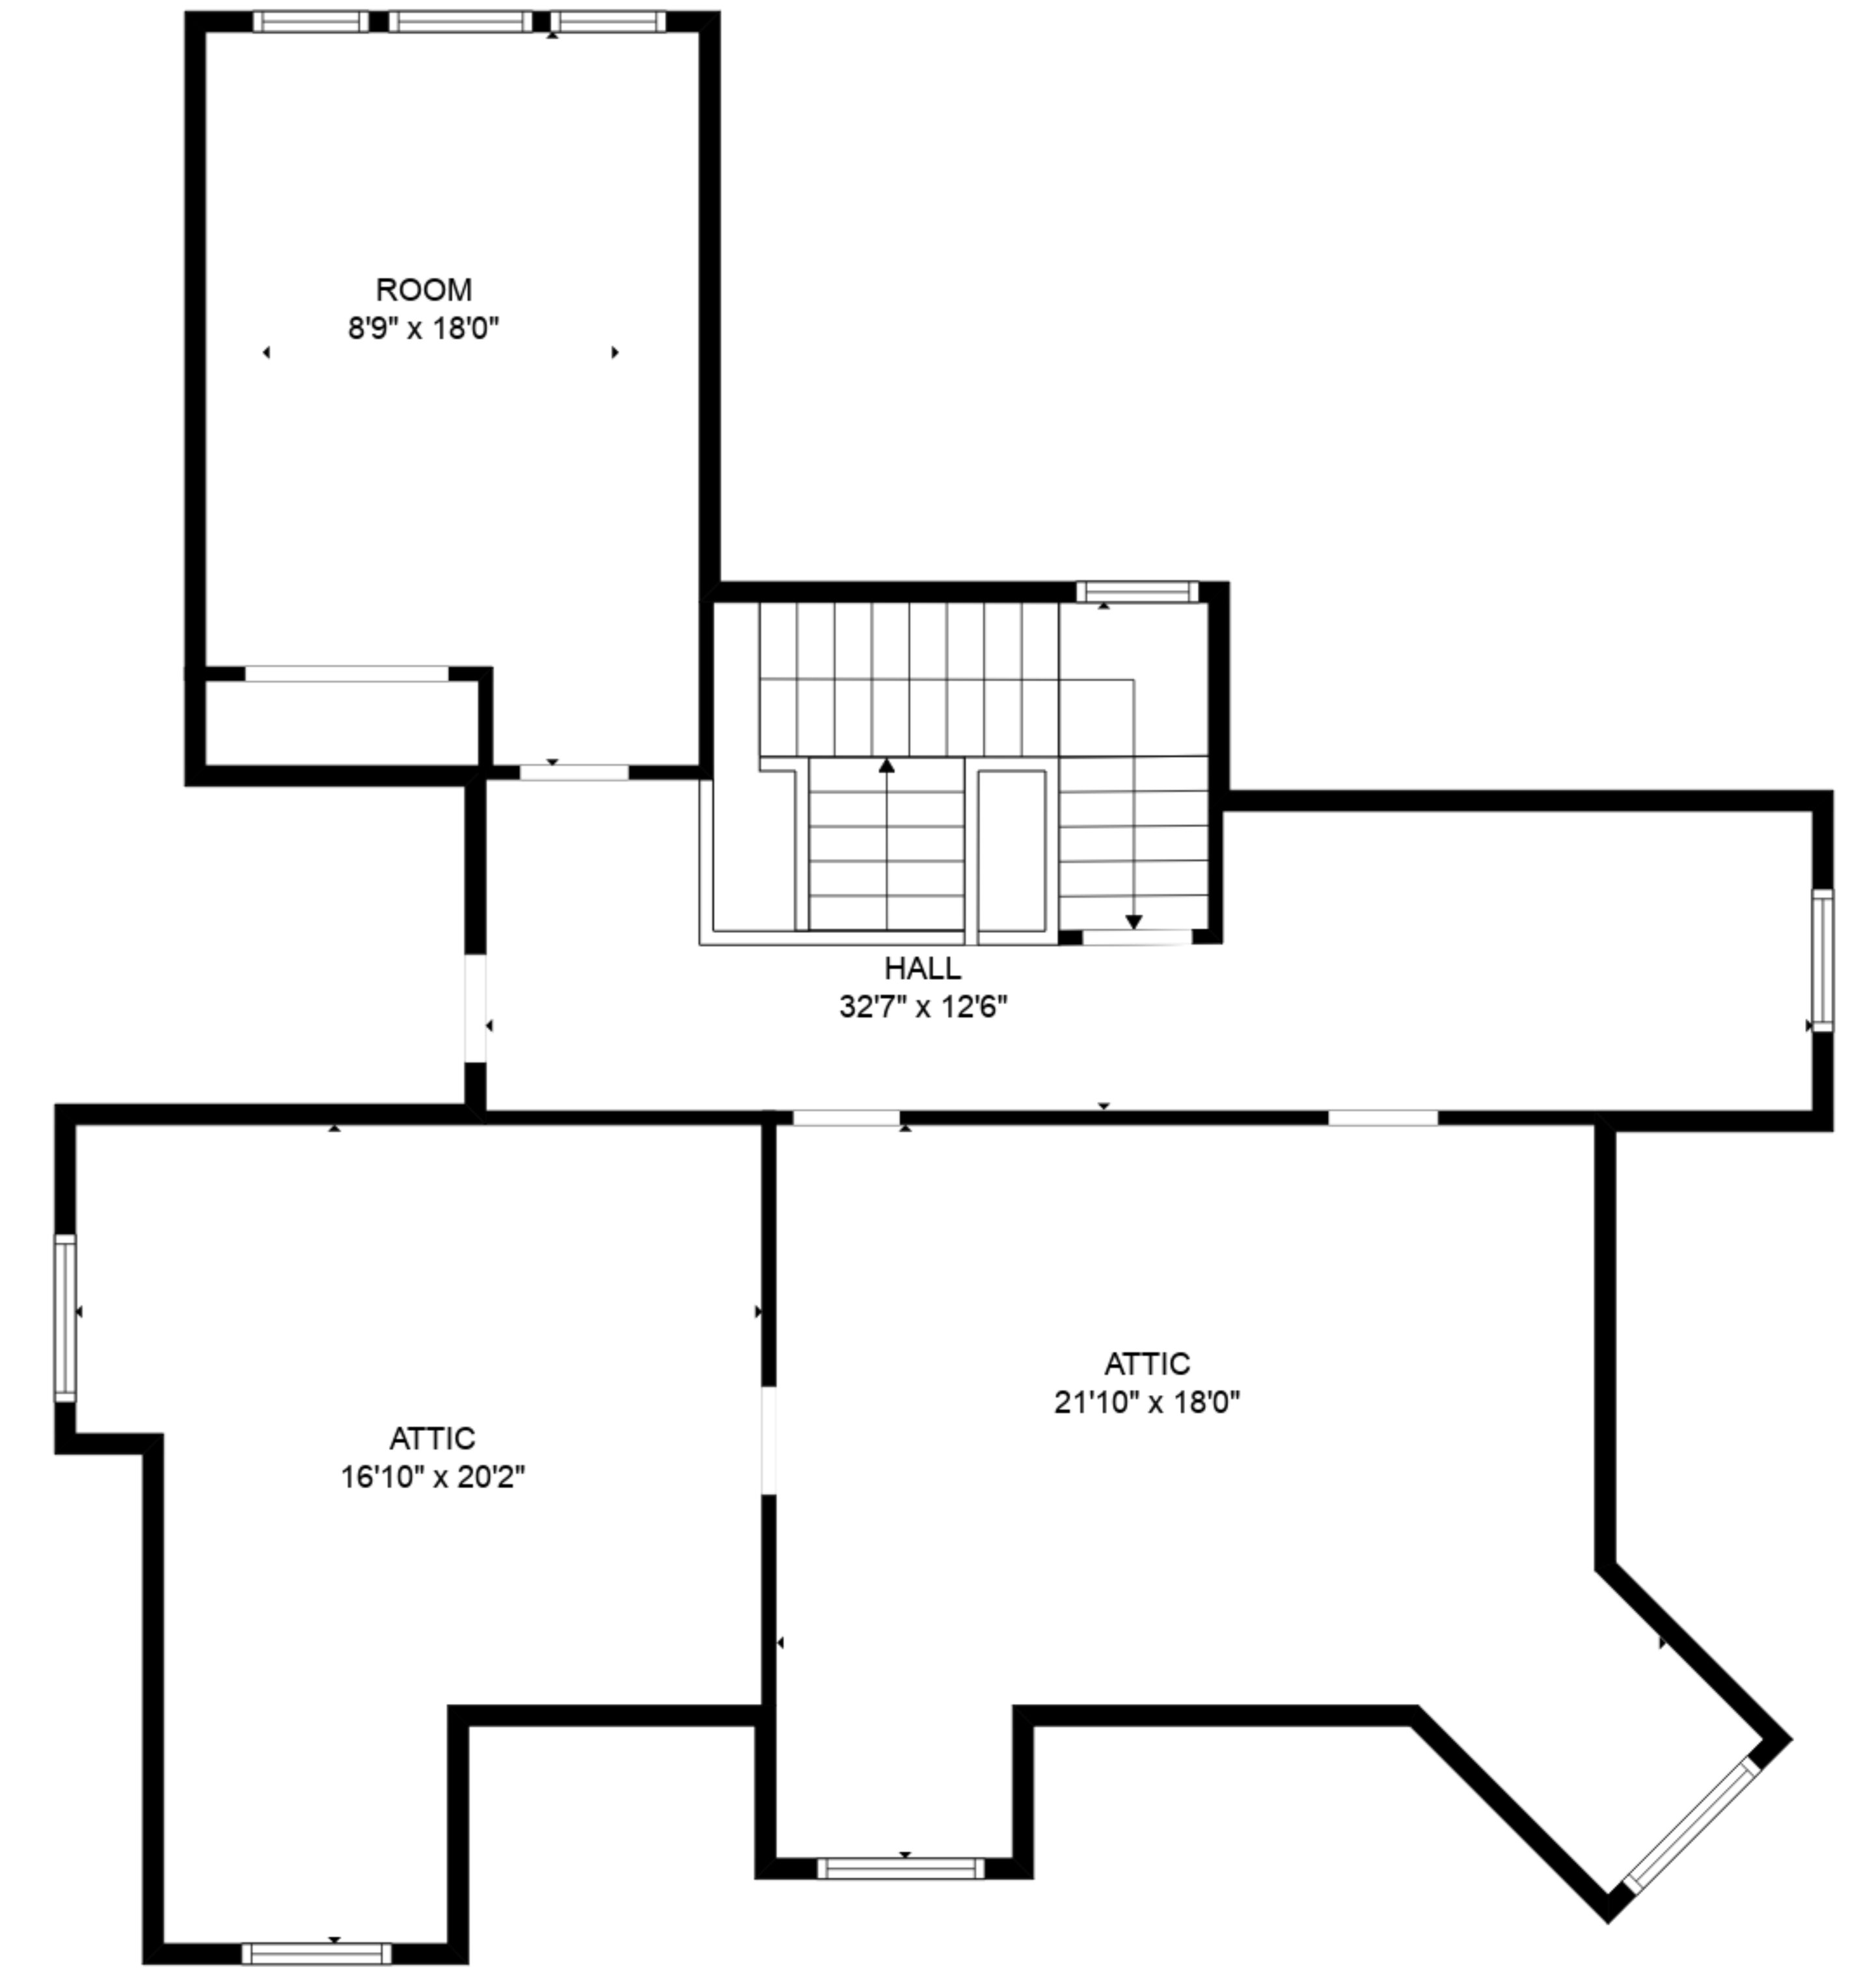 ROOM
8'9" x 18'0"
HALL
32'7" x 12'6"
ATTIC
21'10" x 18'0"
ATTIC
16'10" x 20'2"